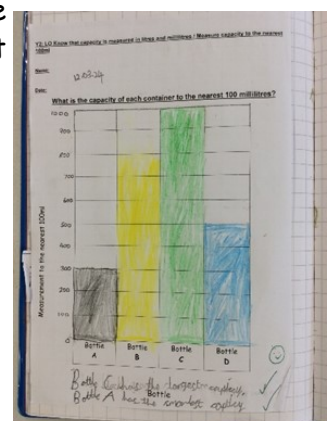 e
t
Y2: LO Know that capacity is measured in litres and millilitres / Measure capacity to the nearest
100ml
Name:
12.03.24
Date:
What is the capacity of each container to the nearest 100 millilitres?
Measurement to the nearest 100ml
1000
900
800
700
600
500
400
300
200
100
0
Bottle A
Bottle B
Bottle C
Bottle D
Bottle
Bottle C has the largest
Bottle A has the smallest